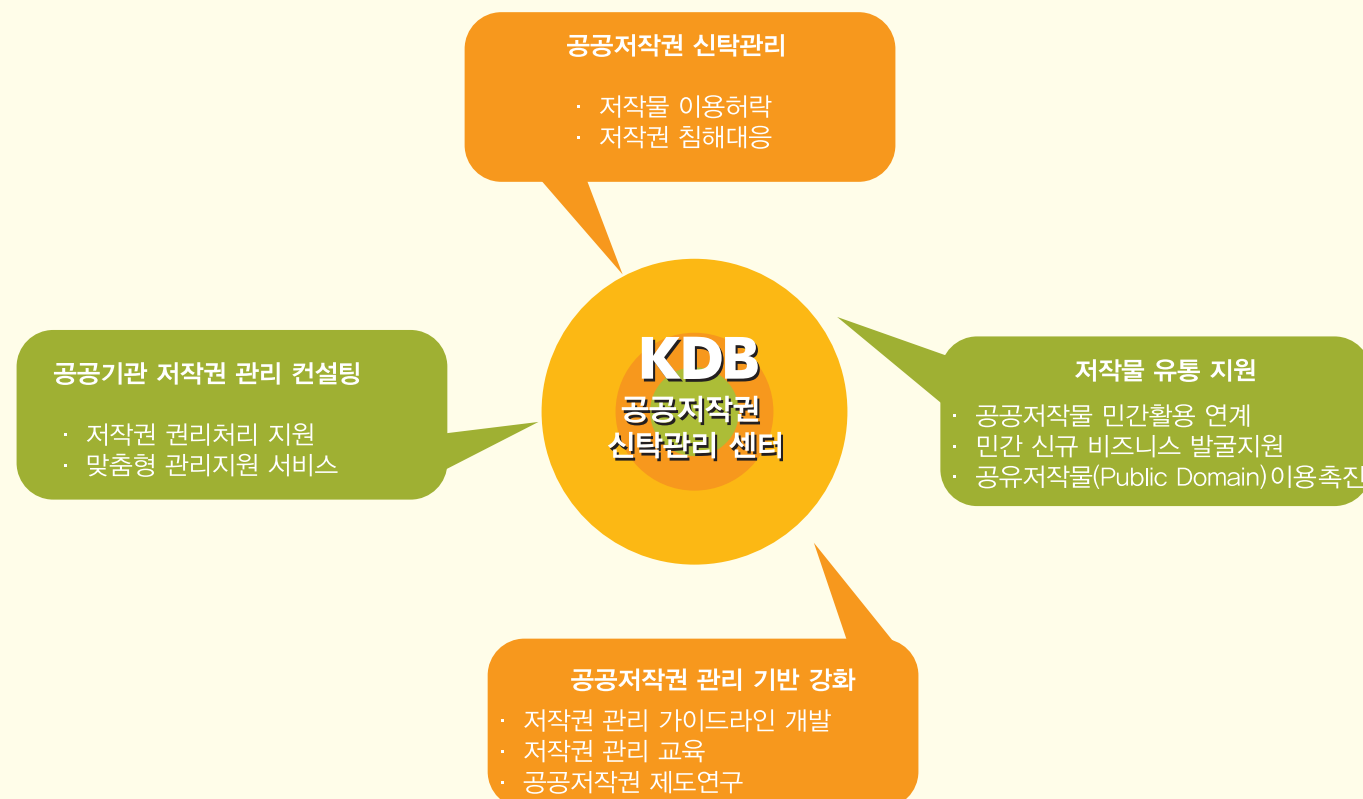 공공저작권 신탁관리
· 저작물 이용허락
· 저작권 침해대응
KDB
공공저작권
신탁관리 센터
공공기관 저작권 관리 컨설팅
· 저작권 권리처리 지원
· 맞춤형 관리지원 서비스
저작물 유통 지원
· 공공저작물 민간활용 연계
· 민간 신규 비즈니스 발굴지원
· 공유저작물(Public Domain)이용촉진
공공저작권 관리 기반 강화
· 저작권 관리 가이드라인 개발
· 저작권 관리 교육
· 공공저작권 제도연구